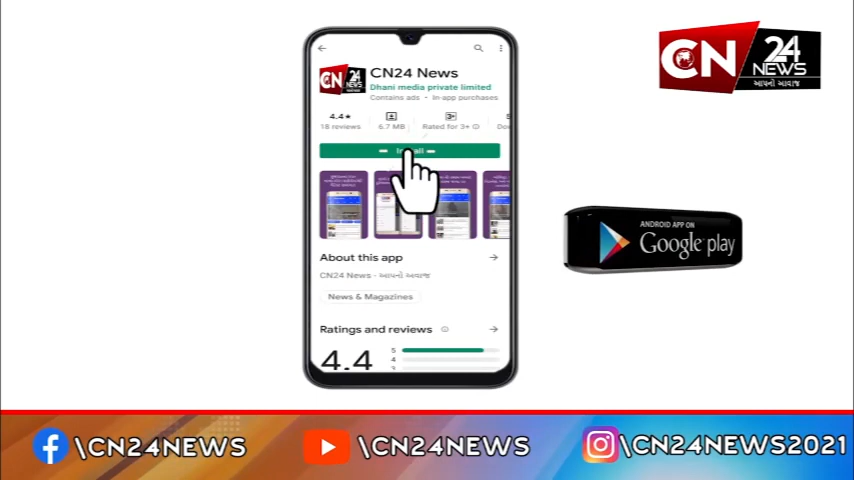 CN24 News
Dhani media private limited
Contains ads • In-app purchases
4.4★
18 reviews
6.7 MB
3+
Rated for 3+
About this app
CN24 News - આપનો અવાજ
News & Magazines
Ratings and reviews
4.4
5
4
3
CN 24
NEWS
આપનો અવાજ
ANDROID APP ON
Google play
\CN24NEWS
\CN24NEWS
\CN24NEWS2021